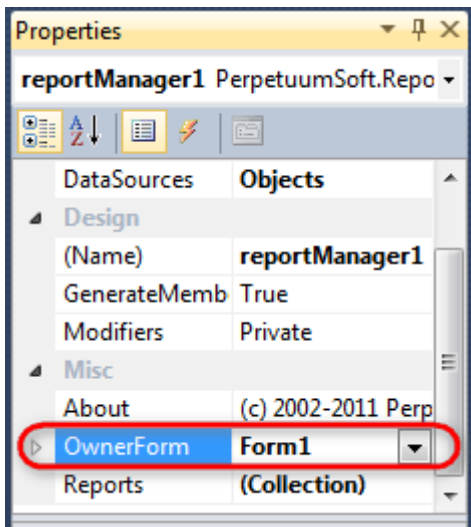 Properties
reportManager1 PerpetuumSoft.Repo
DataSources Objects
Design
(Name) reportManager1
GenerateMemb True
Modifiers Private
Misc
About (c) 2002-2011 Perp
OwnerForm Form1
Reports (Collection)